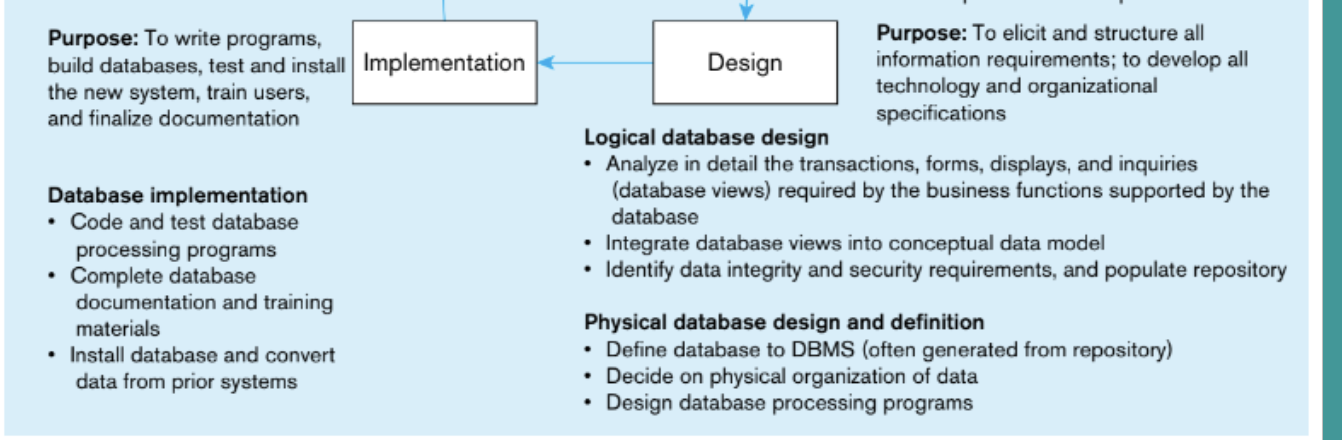 Purpose: To write programs,
build databases, test and install
the new system, train users,
and finalize documentation
Implementation
Design
Purpose: To elicit and structure all
information requirements; to develop all
technology and organizational
specifications
Logical database design
• Analyze in detail the transactions, forms, displays, and inquiries
(database views) required by the business functions supported by the
database
• Integrate database views into conceptual data model
• Identify data integrity and security requirements, and populate repository
Database implementation
• Code and test database
processing programs
• Complete database
documentation and training
materials
• Install database and convert
data from prior systems
Physical database design and definition
• Define database to DBMS (often generated from repository)
• Decide on physical organization of data
• Design database processing programs